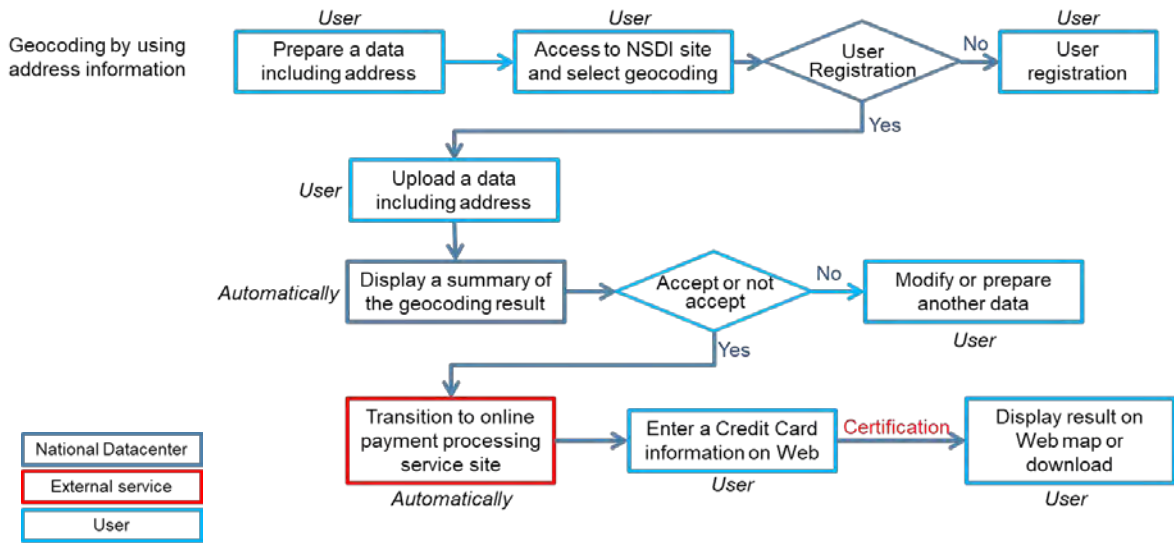 Geocoding by using
address information
User
Prepare a data
including address
User
Access to NSDI site
and select geocoding
User
Registration
No
User
User
registration
Yes
User
Upload a data
including address
Automatically
Display a summary of
the geocoding result
Accept or not
accept
No
Modify or prepare
another data
User
Yes
Transition to online
payment processing
service site
Automatically
Enter a Credit Card
information on Web
User
Certification
Display result on
Web map or
download
User
National Datacenter
External service
User